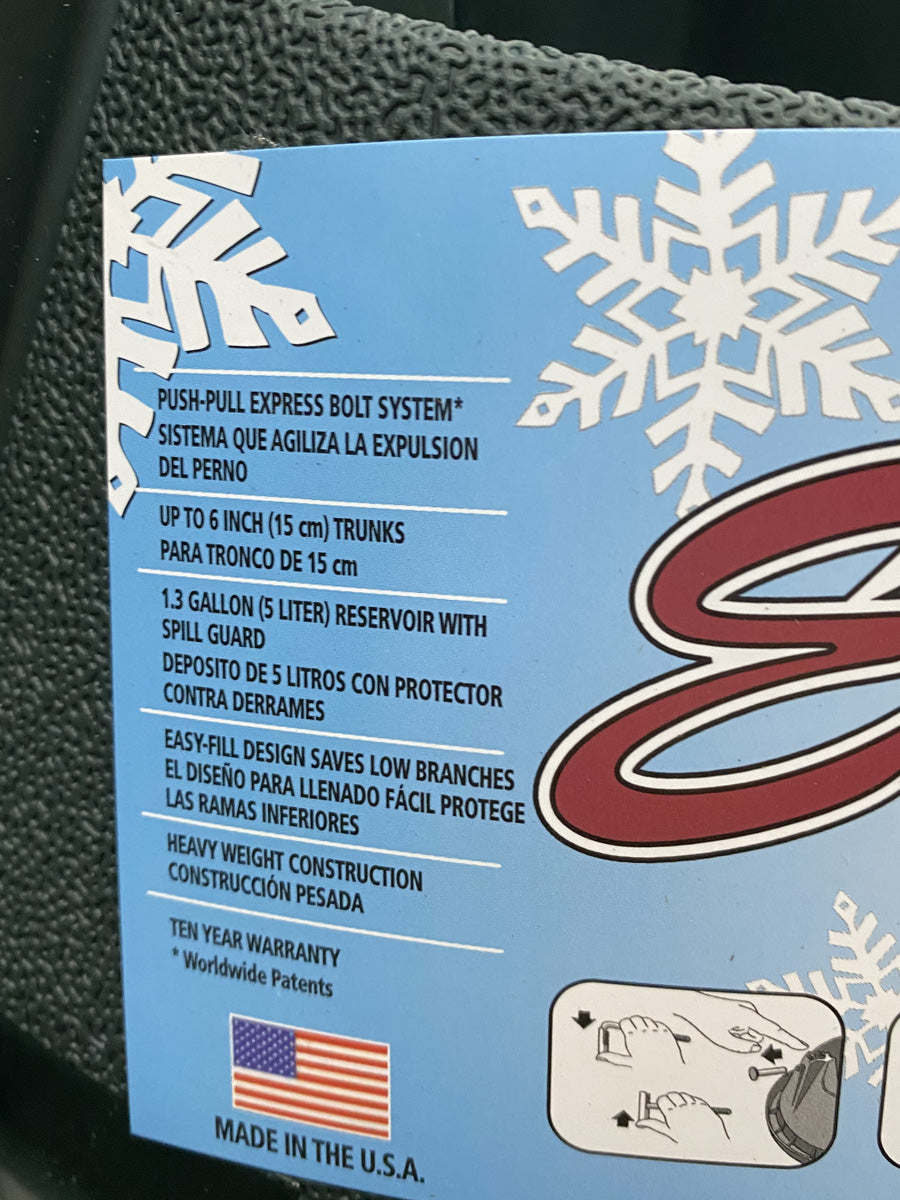 PUSH-PULL EXPRESS BOLT SYSTEM*
SISTEMA QUE AGILIZA LA EXPULSION
DEL PERNO
UP TO 6 INCH (15 cm) TRUNKS
PARA TRONCO DE 15 cm
1.3 GALLON (5 LITER) RESERVOIR WITH
SPILL GUARD
DEPOSITO DE 5 LITROS CON PROTECTOR
CONTRA DERRAMES
EASY-FILL DESIGN SAVES LOW BRANCHES
EL DISEÑO PARA LLENADO FÁCIL PROTEGE
LAS RAMAS INFERIORES
HEAVY WEIGHT CONSTRUCTION
CONSTRUCCIÓN PESADA
TEN YEAR WARRANTY
* Worldwide Patents
MADE IN THE U.S.A.